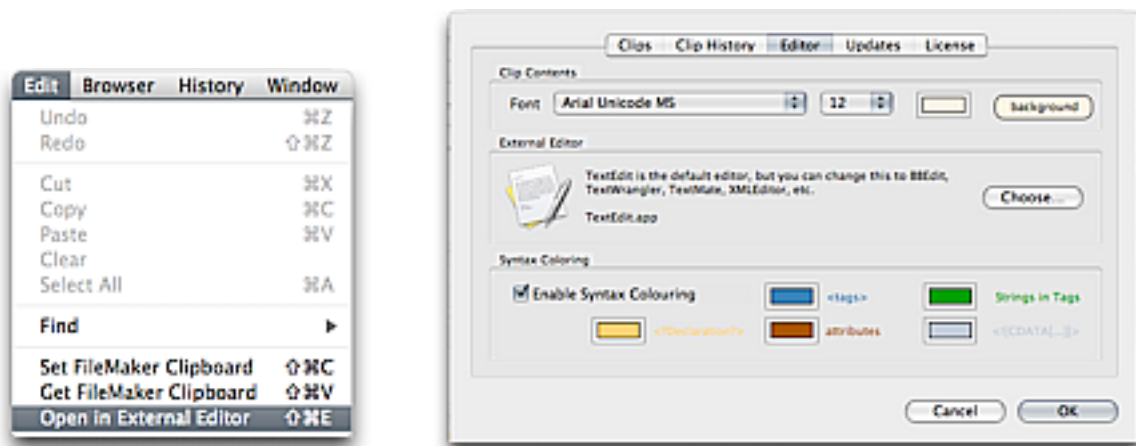 Edit Browser History Window
Undo ⌘Z
Redo ⇧⌘Z
Cut ⌘X
Copy ⌘C
Paste ⌘V
Clear
Select All ⌘A
Find ▶
Set FileMaker Clipboard ⇧⌘C
Get FileMaker Clipboard ⇧⌘V
Open in External Editor ⇧⌘E
Clips Clip History Editor Updates License
Clip Contents
Font Arial Unicode MS 12 background
External Editor
TextEdit is the default editor, but you can change this to BBEdit,
TextWrangler, TextMate, XMLEditor, etc.
Choose...
TextEdit.app
Syntax Coloring
Enable Syntax Colouring <tags> Strings in Tags
<?Declaration?> attributes <![CDATA[...]]>
Cancel OK